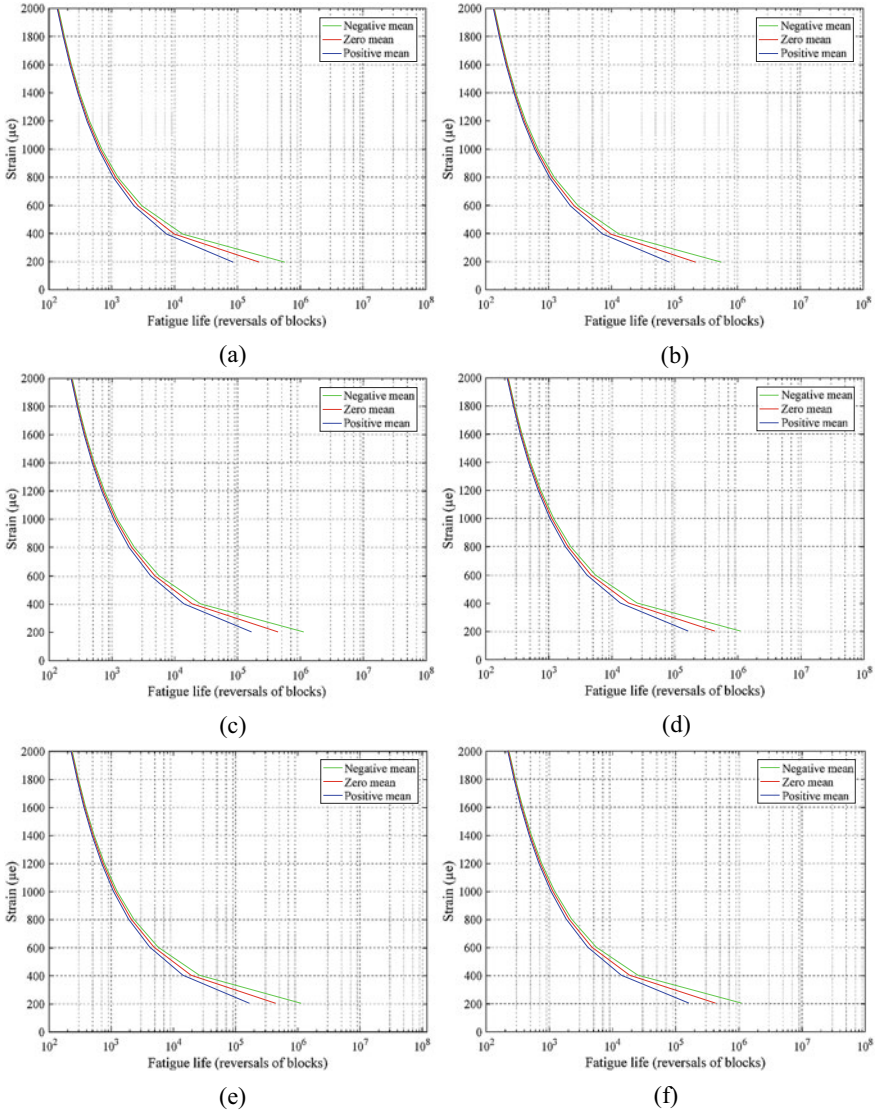 2000
1800
1600
1400
1200
1000
800
600
400
200
0
Strain (µe)
Negative mean
Zero mean
Positive mean
10² 10³ 10⁴ 10⁵ 10⁶ 10⁷ 10⁸
Fatigue life (reversals of blocks)
(a)
2000
1800
1600
1400
1200
1000
800
600
400
200
0
Strain (µe)
Negative mean
Zero mean
Positive mean
10² 10³ 10⁴ 10⁵ 10⁶ 10⁷ 10⁸
Fatigue life (reversals of blocks)
(b)
2000
1800
1600
1400
1200
1000
800
600
400
200
0
Strain (µe)
Negative mean
Zero mean
Positive mean
10² 10³ 10⁴ 10⁵ 10⁶ 10⁷ 10⁸
Fatigue life (reversals of blocks)
(c)
2000
1800
1600
1400
1200
1000
800
600
400
200
0
Strain (µe)
Negative mean
Zero mean
Positive mean
10² 10³ 10⁴ 10⁵ 10⁶ 10⁷ 10⁸
Fatigue life (reversals of blocks)
(d)
2000
1800
1600
1400
1200
1000
800
600
400
200
0
Strain (µe)
Negative mean
Zero mean
Positive mean
10² 10³ 10⁴ 10⁵ 10⁶ 10⁷ 10⁸
Fatigue life (reversals of blocks)
(e)
2000
1800
1600
1400
1200
1000
800
600
400
200
0
Strain (µe)
Negative mean
Zero mean
Positive mean
10² 10³ 10⁴ 10⁵ 10⁶ 10⁷ 10⁸
Fatigue life (reversals of blocks)
(f)